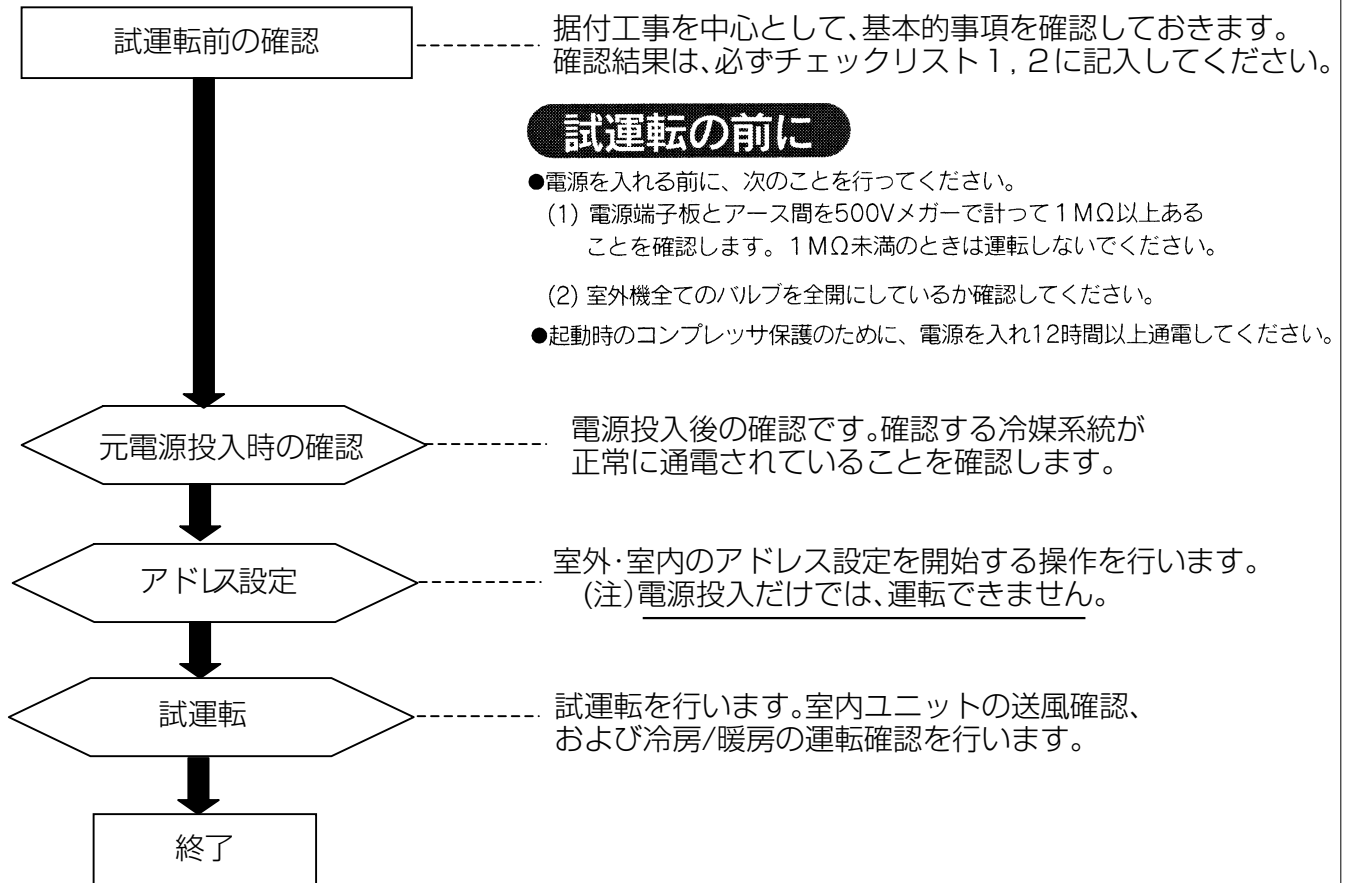 試運転前の確認
据付工事を中心として、基本的事項を確認しておきます。
確認結果は、必ずチェックリスト１，２に記入してください。
試運転の前に
●電源を入れる前に、次のことを行ってください。
(1) 電源端子板とアース間を500Vメガーで計って１MΩ以上ある
ことを確認します。１MΩ未満のときは運転しないでください。
(2) 室外機全てのバルブを全開にしているか確認してください。
●起動時のコンプレッサ保護のために、電源を入れ12時間以上通電してください。
元電源投入時の確認
電源投入後の確認です。確認する冷媒系統が
正常に通電されていることを確認します。
アドレス設定
室外・室内のアドレス設定を開始する操作を行います。
(注)電源投入だけでは、運転できません。
試運転
試運転を行います。室内ユニットの送風確認、
および冷房/暖房の運転確認を行います。
終了